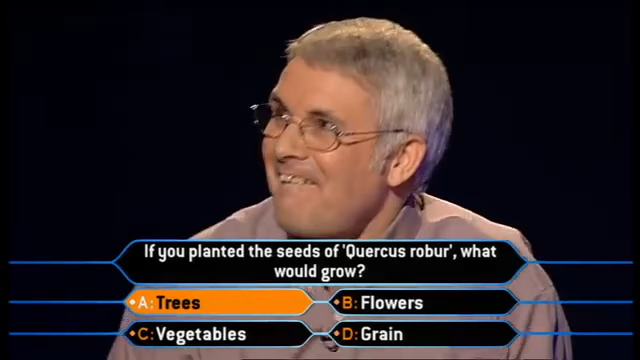 If you planted the seeds of 'Quercus robur', what
would grow?
A: Trees
B: Flowers
C: Vegetables
D: Grain